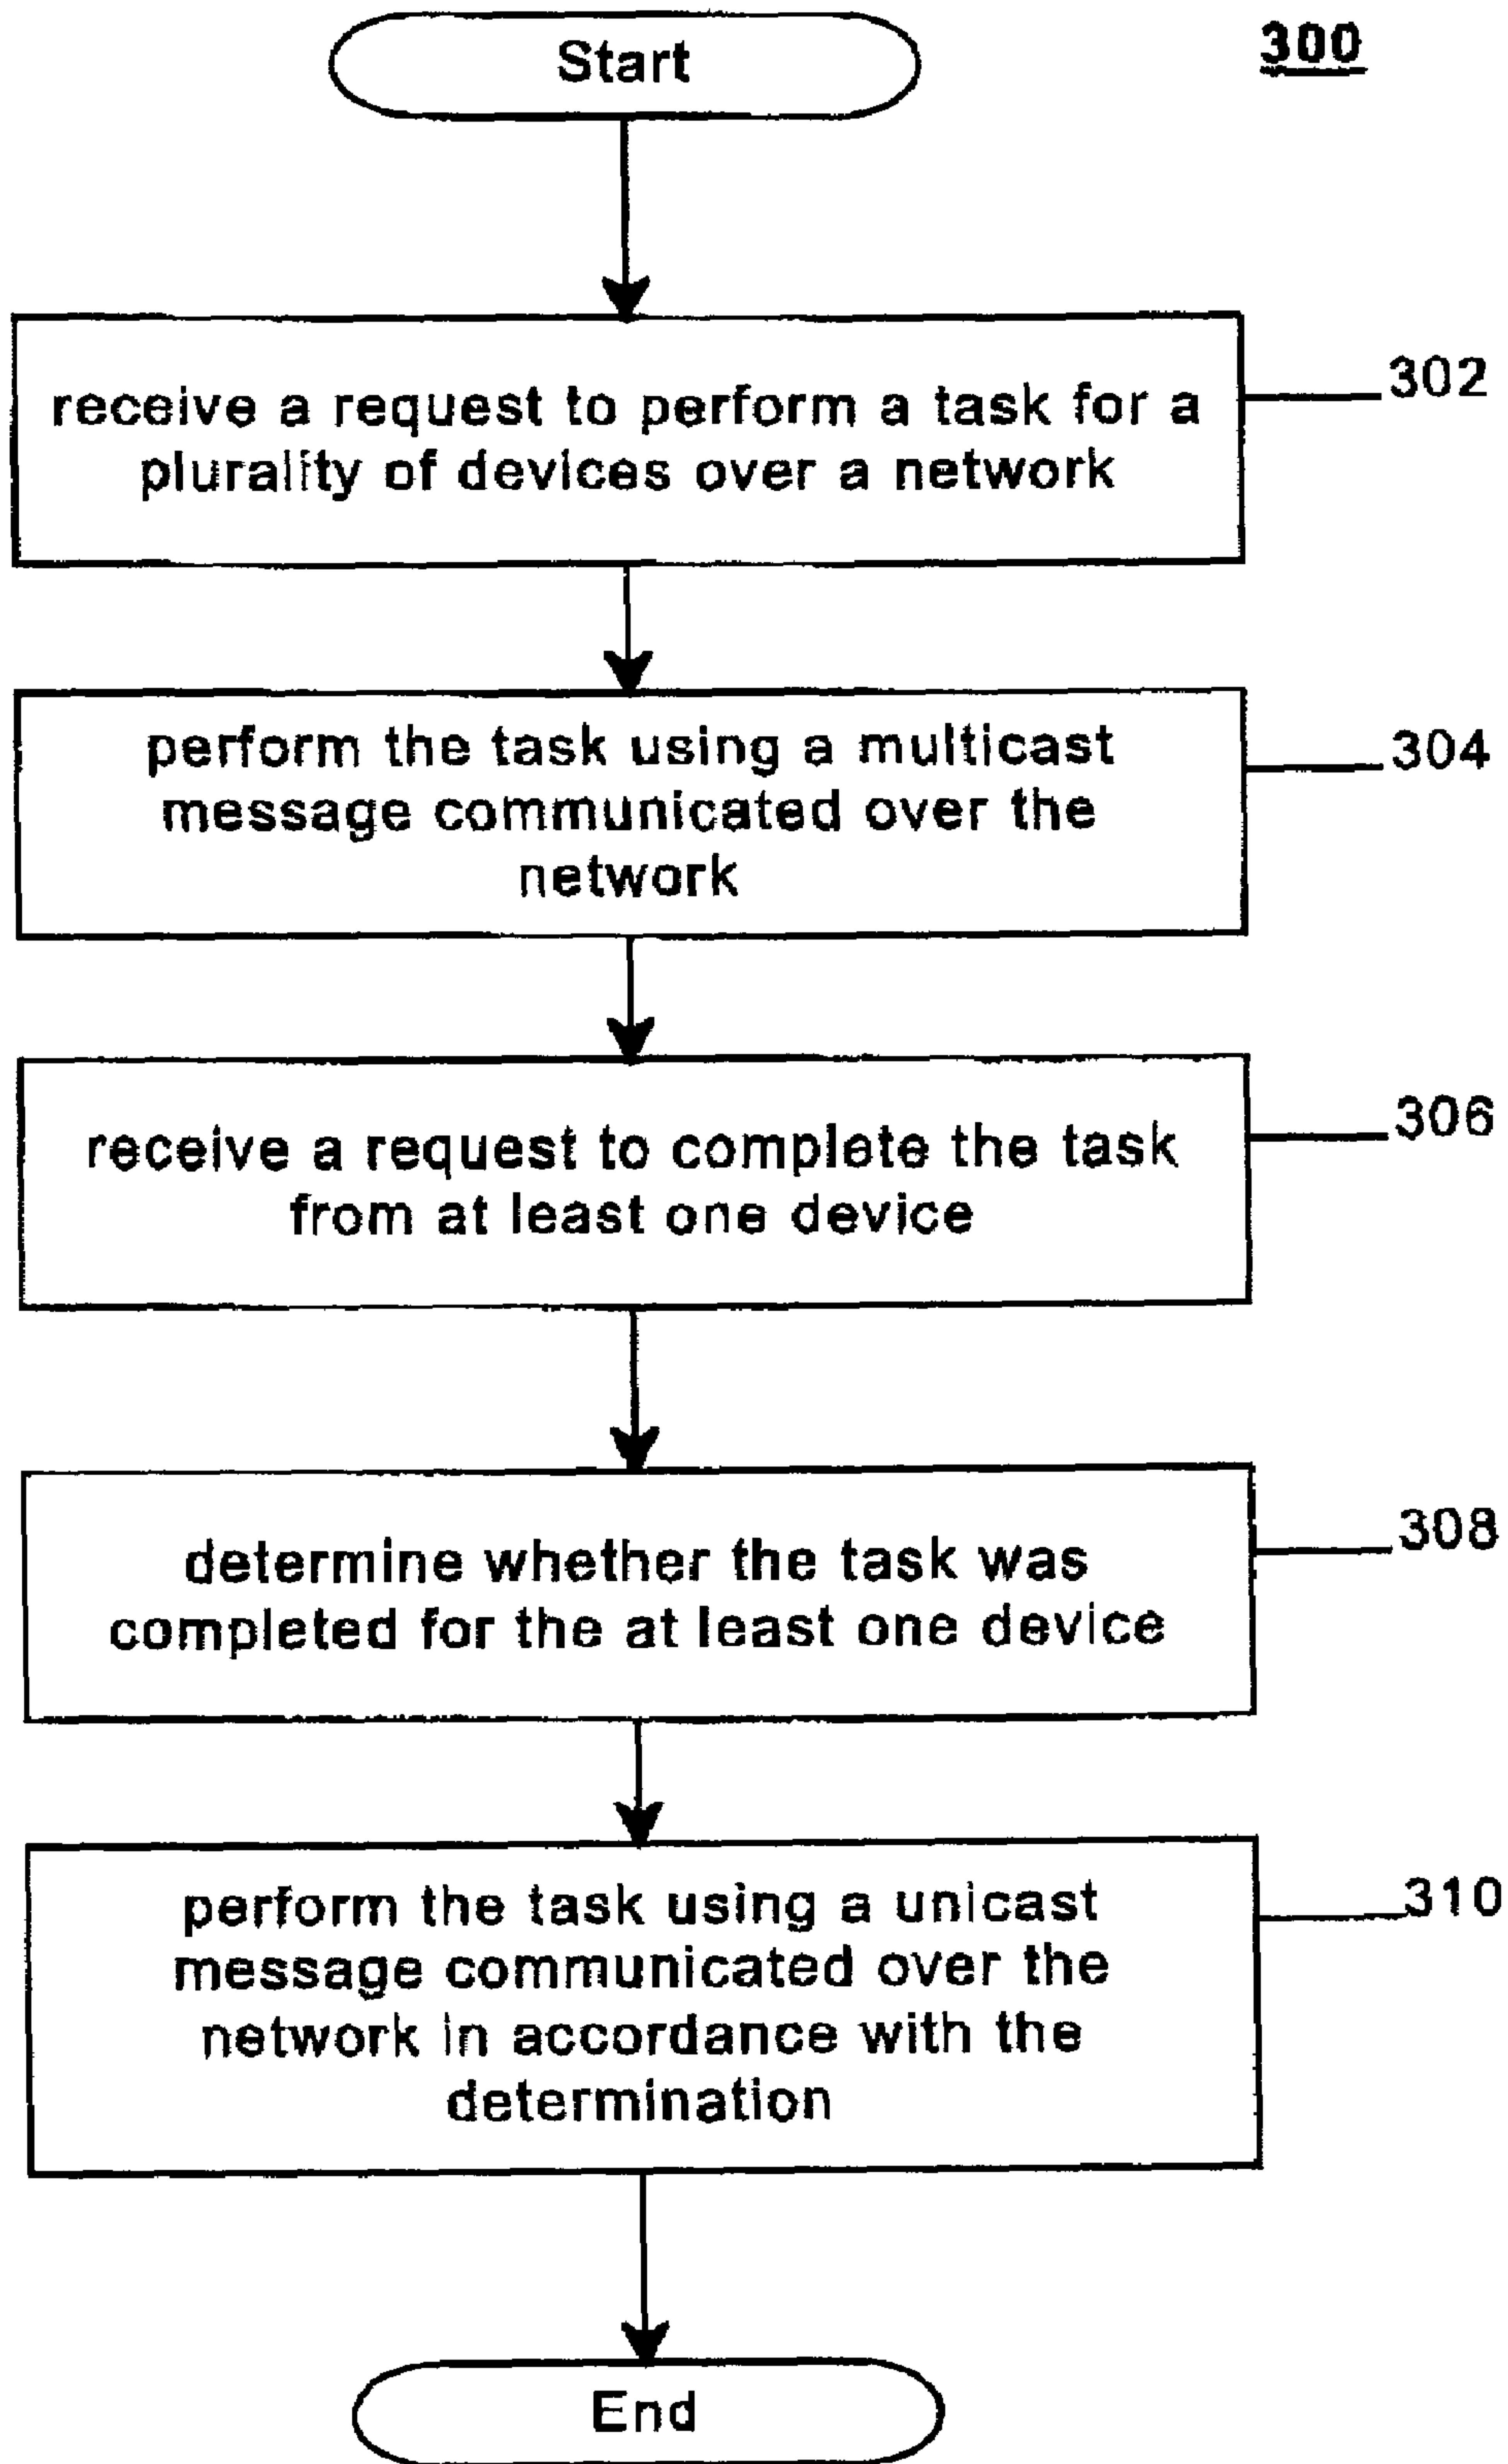 Start
300
receive a request to perform a task for a
plurality of devices over a network
302
perform the task using a multicast
message communicated over the
network
304
receive a request to complete the task
from at least one device
306
determine whether the task was
completed for the at least one device
308
perform the task using a unicast
message communicated over the
network in accordance with the
determination
310
End